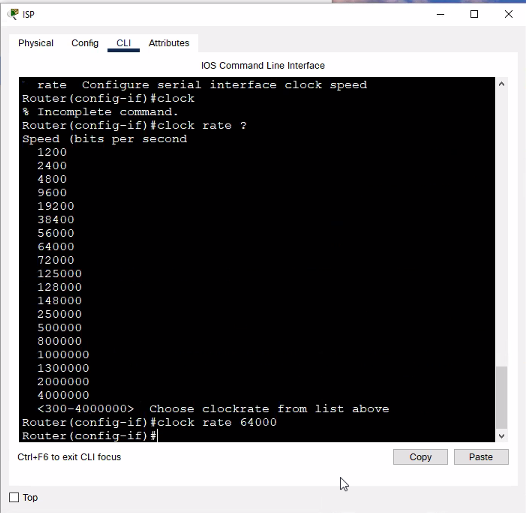 ISP
Physical Config CLI Attributes
IOS Command Line Interface
rate  Configure serial interface clock speed
Router(config-if)#clock
% Incomplete command.
Router(config-if)#clock rate ?
Speed (bits per second
1200
2400
4800
9600
19200
38400
56000
64000
72000
125000
128000
148000
250000
500000
800000
1000000
1300000
2000000
4000000
<300-4000000>  Choose clockrate from list above
Router(config-if)#clock rate 64000
Router(config-if)#
Ctrl+F6 to exit CLI focus
Copy Paste
Top